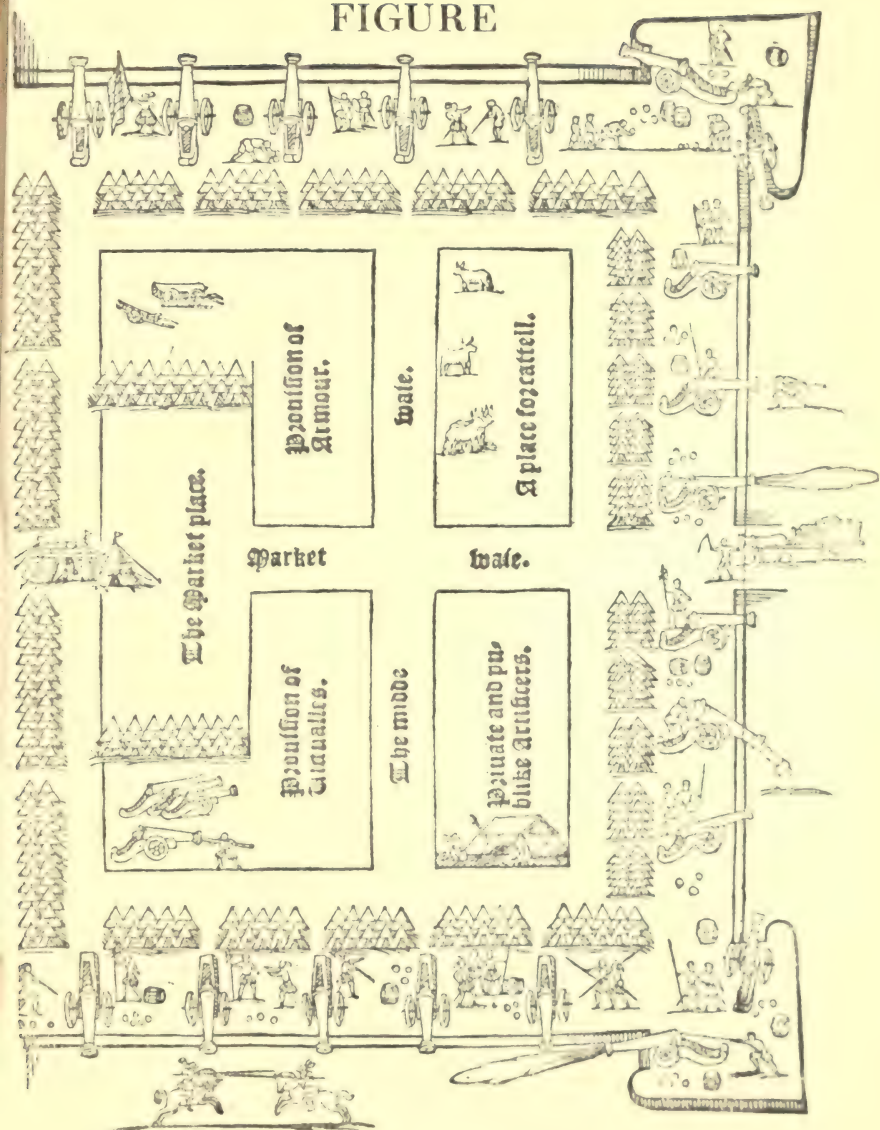 FIGURE
The Market place.
Prouision of
Armour.
waie.
A place for cattell.
Market
waie.
Prouision of
Uictualles.
The midde
Priuate and pu-
blike Artificers.